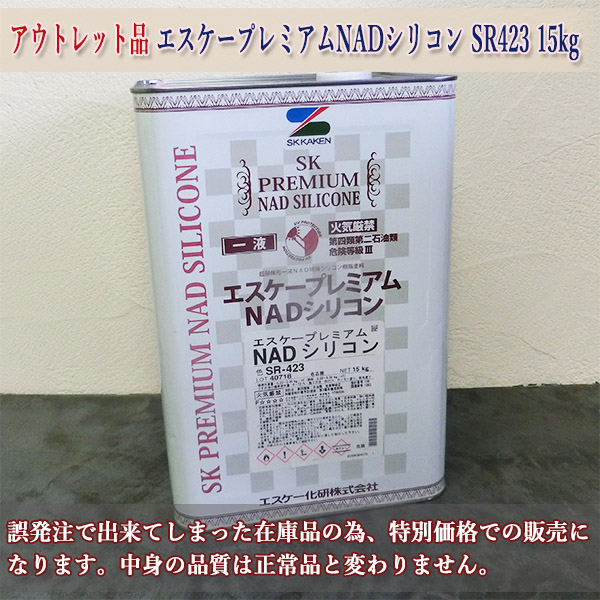 アウトレット品 エスケープレミアムNADシリコン SR423 15kg
SK KAKEN
SK
PREMIUM
NAD SILICONE
SK PREMIUM NAD SILICONE
一液
火気厳禁
第四類第二石油類
危険等級Ⅲ
エスケープレミアム
NADシリコン
エスケープレミアム
NADシリコン
色 SR-423
NET 15 kg
LOT 40718
火気厳禁
エスケー化研株式会社
誤発注で出来てしまった在庫品の為、特別価格での販売に
なります。中身の品質は正常品と変わりません。